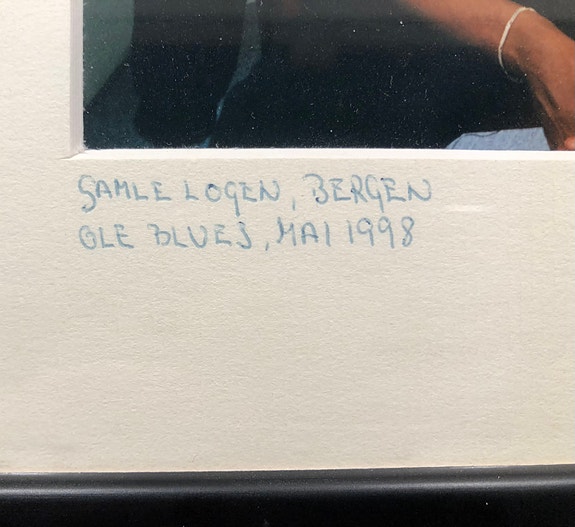 GAMLE LOGEN, BERGEN
OLE BLUES, MAI 1998